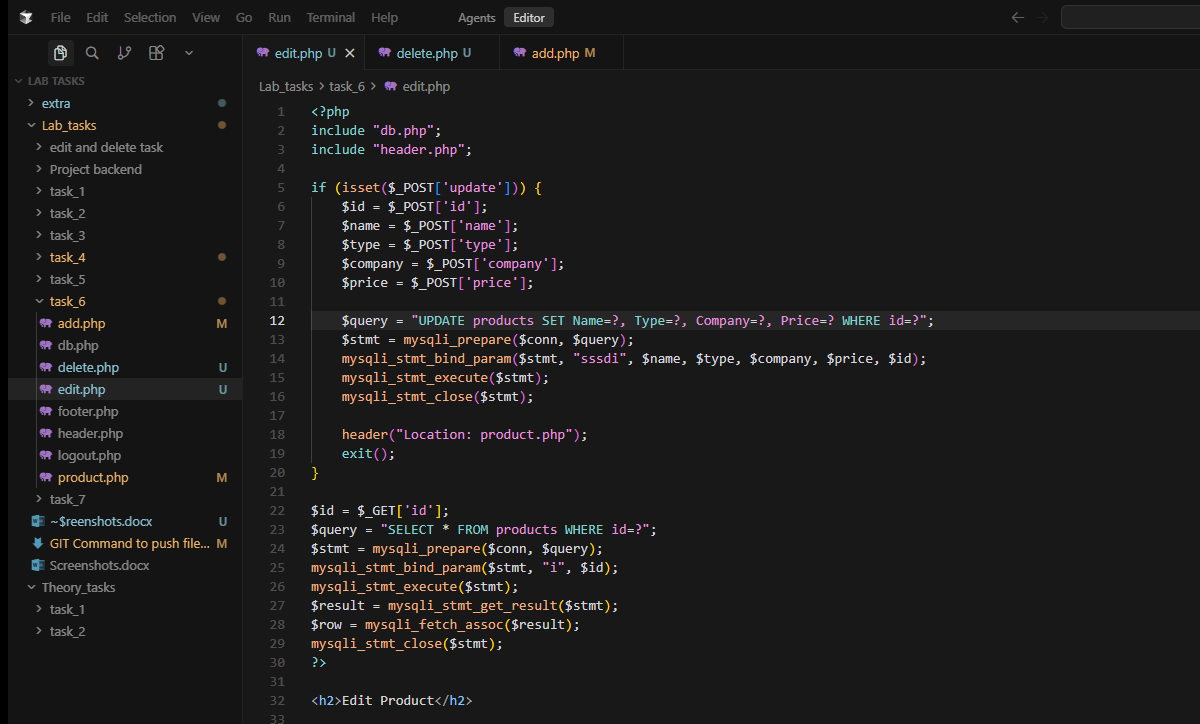 File Edit Selection View Go Run Terminal Help Agents Editor
edit.php U
delete.php U
add.php M
LAB TASKS
extra
Lab_tasks
edit and delete task
Project backend
task_1
task_2
task_3
task_4
task_5
task_6
add.php M
db.php
delete.php U
edit.php U
footer.php
header.php
logout.php
product.php M
task_7
~$reenshots.docx U
GIT Command to push file... M
Screenshots.docx
Theory_tasks
task_1
task_2
Lab_tasks > task_6 > edit.php
1 <?php
2 include "db.php";
3 include "header.php";
4
5 if (isset($_POST['update'])) {
6 $id = $_POST['id'];
7 $name = $_POST['name'];
8 $type = $_POST['type'];
9 $company = $_POST['company'];
10 $price = $_POST['price'];
11
12 $query = "UPDATE products SET Name=?, Type=?, Company=?, Price=? WHERE id=?";
13 $stmt = mysqli_prepare($conn, $query);
14 mysqli_stmt_bind_param($stmt, "sssdi", $name, $type, $company, $price, $id);
15 mysqli_stmt_execute($stmt);
16 mysqli_stmt_close($stmt);
17
18 header("Location: product.php");
19 exit();
20 }
21
22 $id = $_GET['id'];
23 $query = "SELECT * FROM products WHERE id=?";
24 $stmt = mysqli_prepare($conn, $query);
25 mysqli_stmt_bind_param($stmt, "i", $id);
26 mysqli_stmt_execute($stmt);
27 $result = mysqli_stmt_get_result($stmt);
28 $row = mysqli_fetch_assoc($result);
29 mysqli_stmt_close($stmt);
30 ?>
31
32 <h2>Edit Product</h2>
33